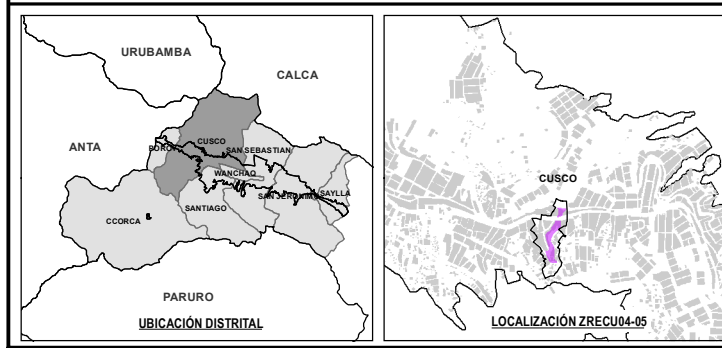 URUBAMBA
CALCA
ANTA
POROY
CUSCO
SAN SEBASTIAN
WANCHAQ
SAN JERONIMO
SAYLLA
CCORCA
SANTIAGO
PARURO
UBICACIÓN DISTRITAL
CUSCO
LOCALIZACIÓN ZRECU04-05